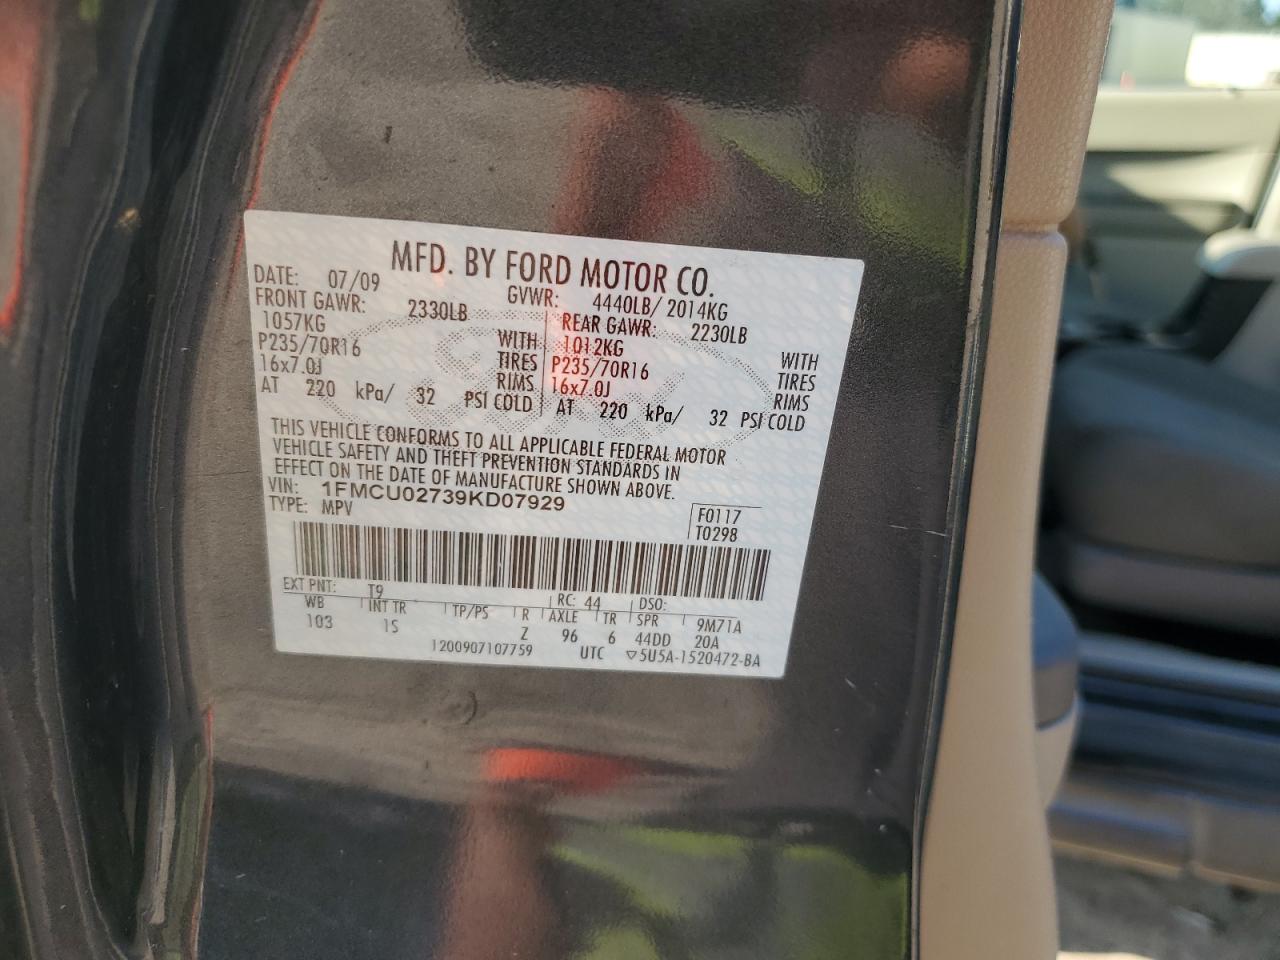 MFD. BY FORD MOTOR CO.
DATE: 07/09 GVWR: 4440LB/ 2014KG
FRONT GAWR: 2330LB REAR GAWR: 2230LB
1057KG WITH 1012KG WITH
P235/70R16 TIRES P235/70R16 TIRES
16x7.0J RIMS 16x7.0J RIMS
AT 220 kPa/ 32 PSI COLD AT 220 kPa/ 32 PSI COLD
THIS VEHICLE CONFORMS TO ALL APPLICABLE FEDERAL MOTOR
VEHICLE SAFETY AND THEFT PREVENTION STANDARDS IN
EFFECT ON THE DATE OF MANUFACTURE SHOWN ABOVE.
VIN: 1FMCU02739KD07929
TYPE: MPV F0117
T0298
EXT PNT: T9 RC: 44 DSO:
WB INT TR TP/PS R AXLE TR SPR 9M71A
103 IS Z 96 6 44DD 20A
1200907107759 UTC ▽5U5A-1520472-BA